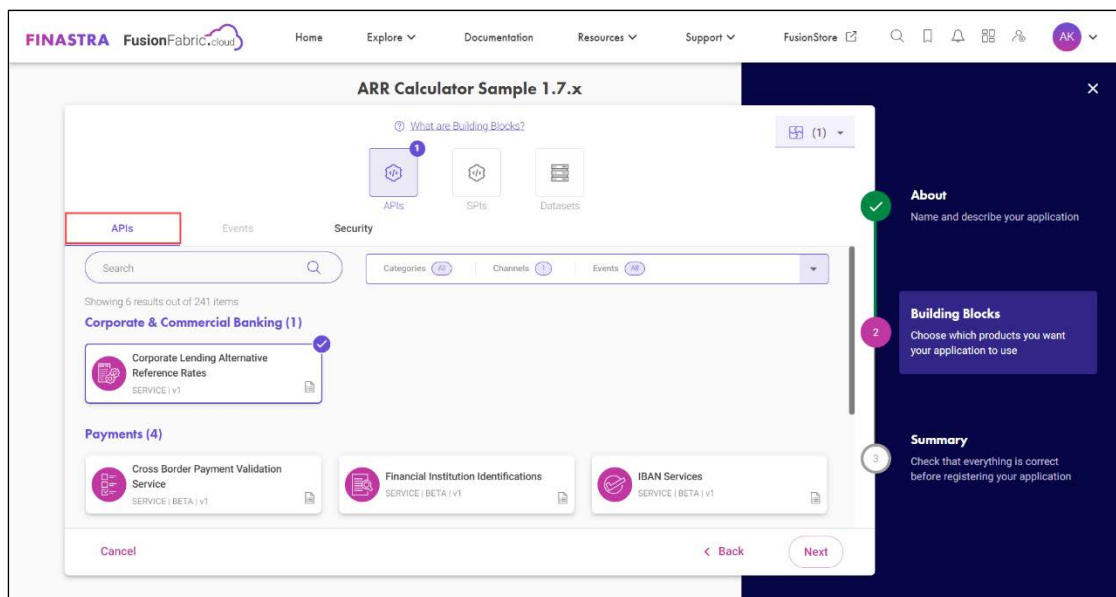 FINASTRA FusionFabric.cloud Home Explore Documentation Resources Support FusionStore AK
ARR Calculator Sample 1.7.x
What are Building Blocks?
(1)
1
APIs SPIs Datasets
APIs Events Security
Search Categories All Channels 1 Events All
Showing 6 results out of 241 items
Corporate & Commercial Banking (1)
Corporate Lending Alternative
Reference Rates
SERVICE | v1
Payments (4)
Cross Border Payment Validation
Service
SERVICE | BETA | v1
Financial Institution Identifications
SERVICE | BETA | v1
IBAN Services
SERVICE | BETA | v1
Cancel Back Next
About
Name and describe your application
2
Building Blocks
Choose which products you want
your application to use
3
Summary
Check that everything is correct
before registering your application